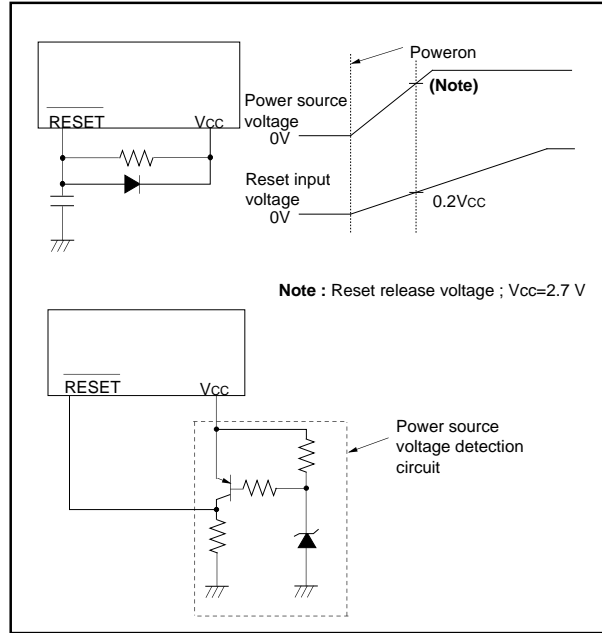 Poweron
(Note)
Power source
voltage
0V
RESET
VCC
Reset input
voltage
0V
0.2VCC
Note : Reset release voltage ; Vcc=2.7 V
RESET
VCC
Power source
voltage detection
circuit